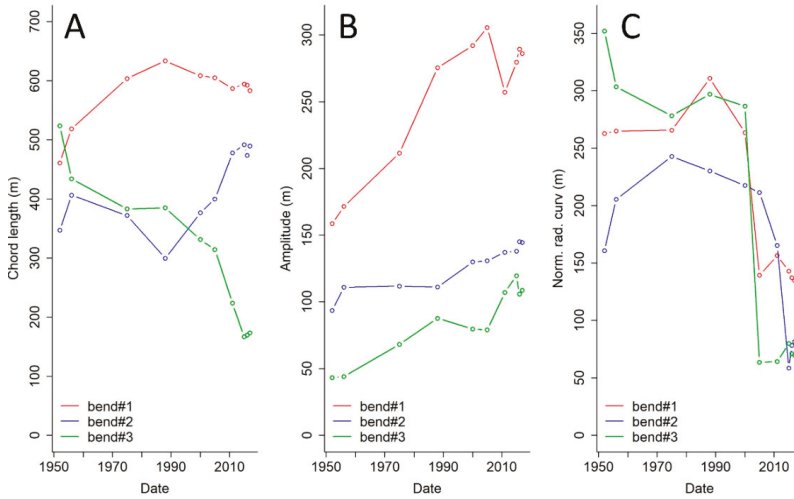 A
Chord length (m)
700
600
500
400
300
200
100
0
bend#1
bend#2
bend#3
1950
1970
1990
2010
Date
B
Amplitude (m)
300
250
200
150
100
50
0
bend#1
bend#2
bend#3
1950
1970
1990
2010
Date
C
Norm. rad. curv (m)
350
300
250
200
150
100
50
0
bend#1
bend#2
bend#3
1950
1970
1990
2010
Date